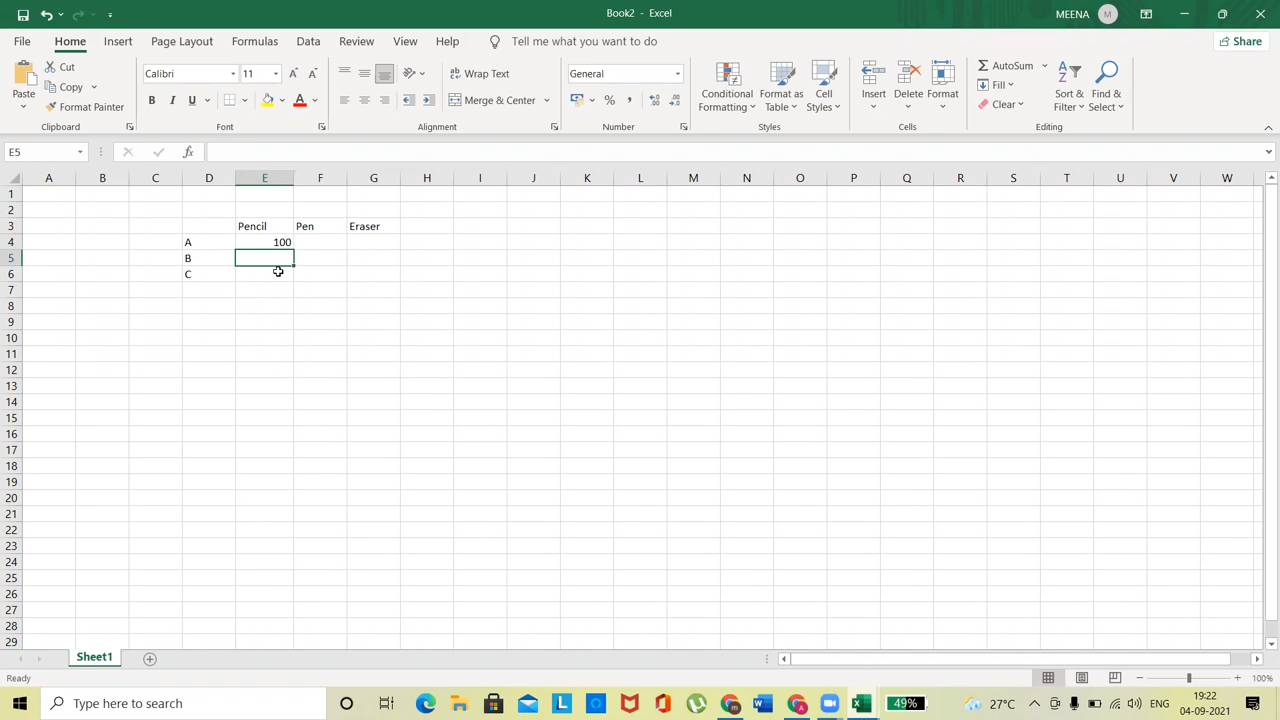 Book2 - Excel
MEENA M
File Home Insert Page Layout Formulas Data Review View Help Tell me what you want to do Share
Paste Cut Copy Format Painter
Calibri 11
B I U A
Wrap Text
Merge & Center
General
% ,
Conditional Formatting
Format as Table
Cell Styles
Insert Delete Format
AutoSum
Fill
Clear
Sort & Filter
Find & Select
Clipboard Font Alignment Number Styles Cells Editing
E5 fx
A B C D E F G H I J K L M N O P Q R S T U V W
1
2
3 Pencil Pen Eraser
4 A 100
5 B
6 C
7
8
9
10
11
12
13
14
15
16
17
18
19
20
21
22
23
24
25
26
27
28
29
Sheet1
Ready 100%
Type here to search
49% 27°C ENG 19:22
04-09-2021